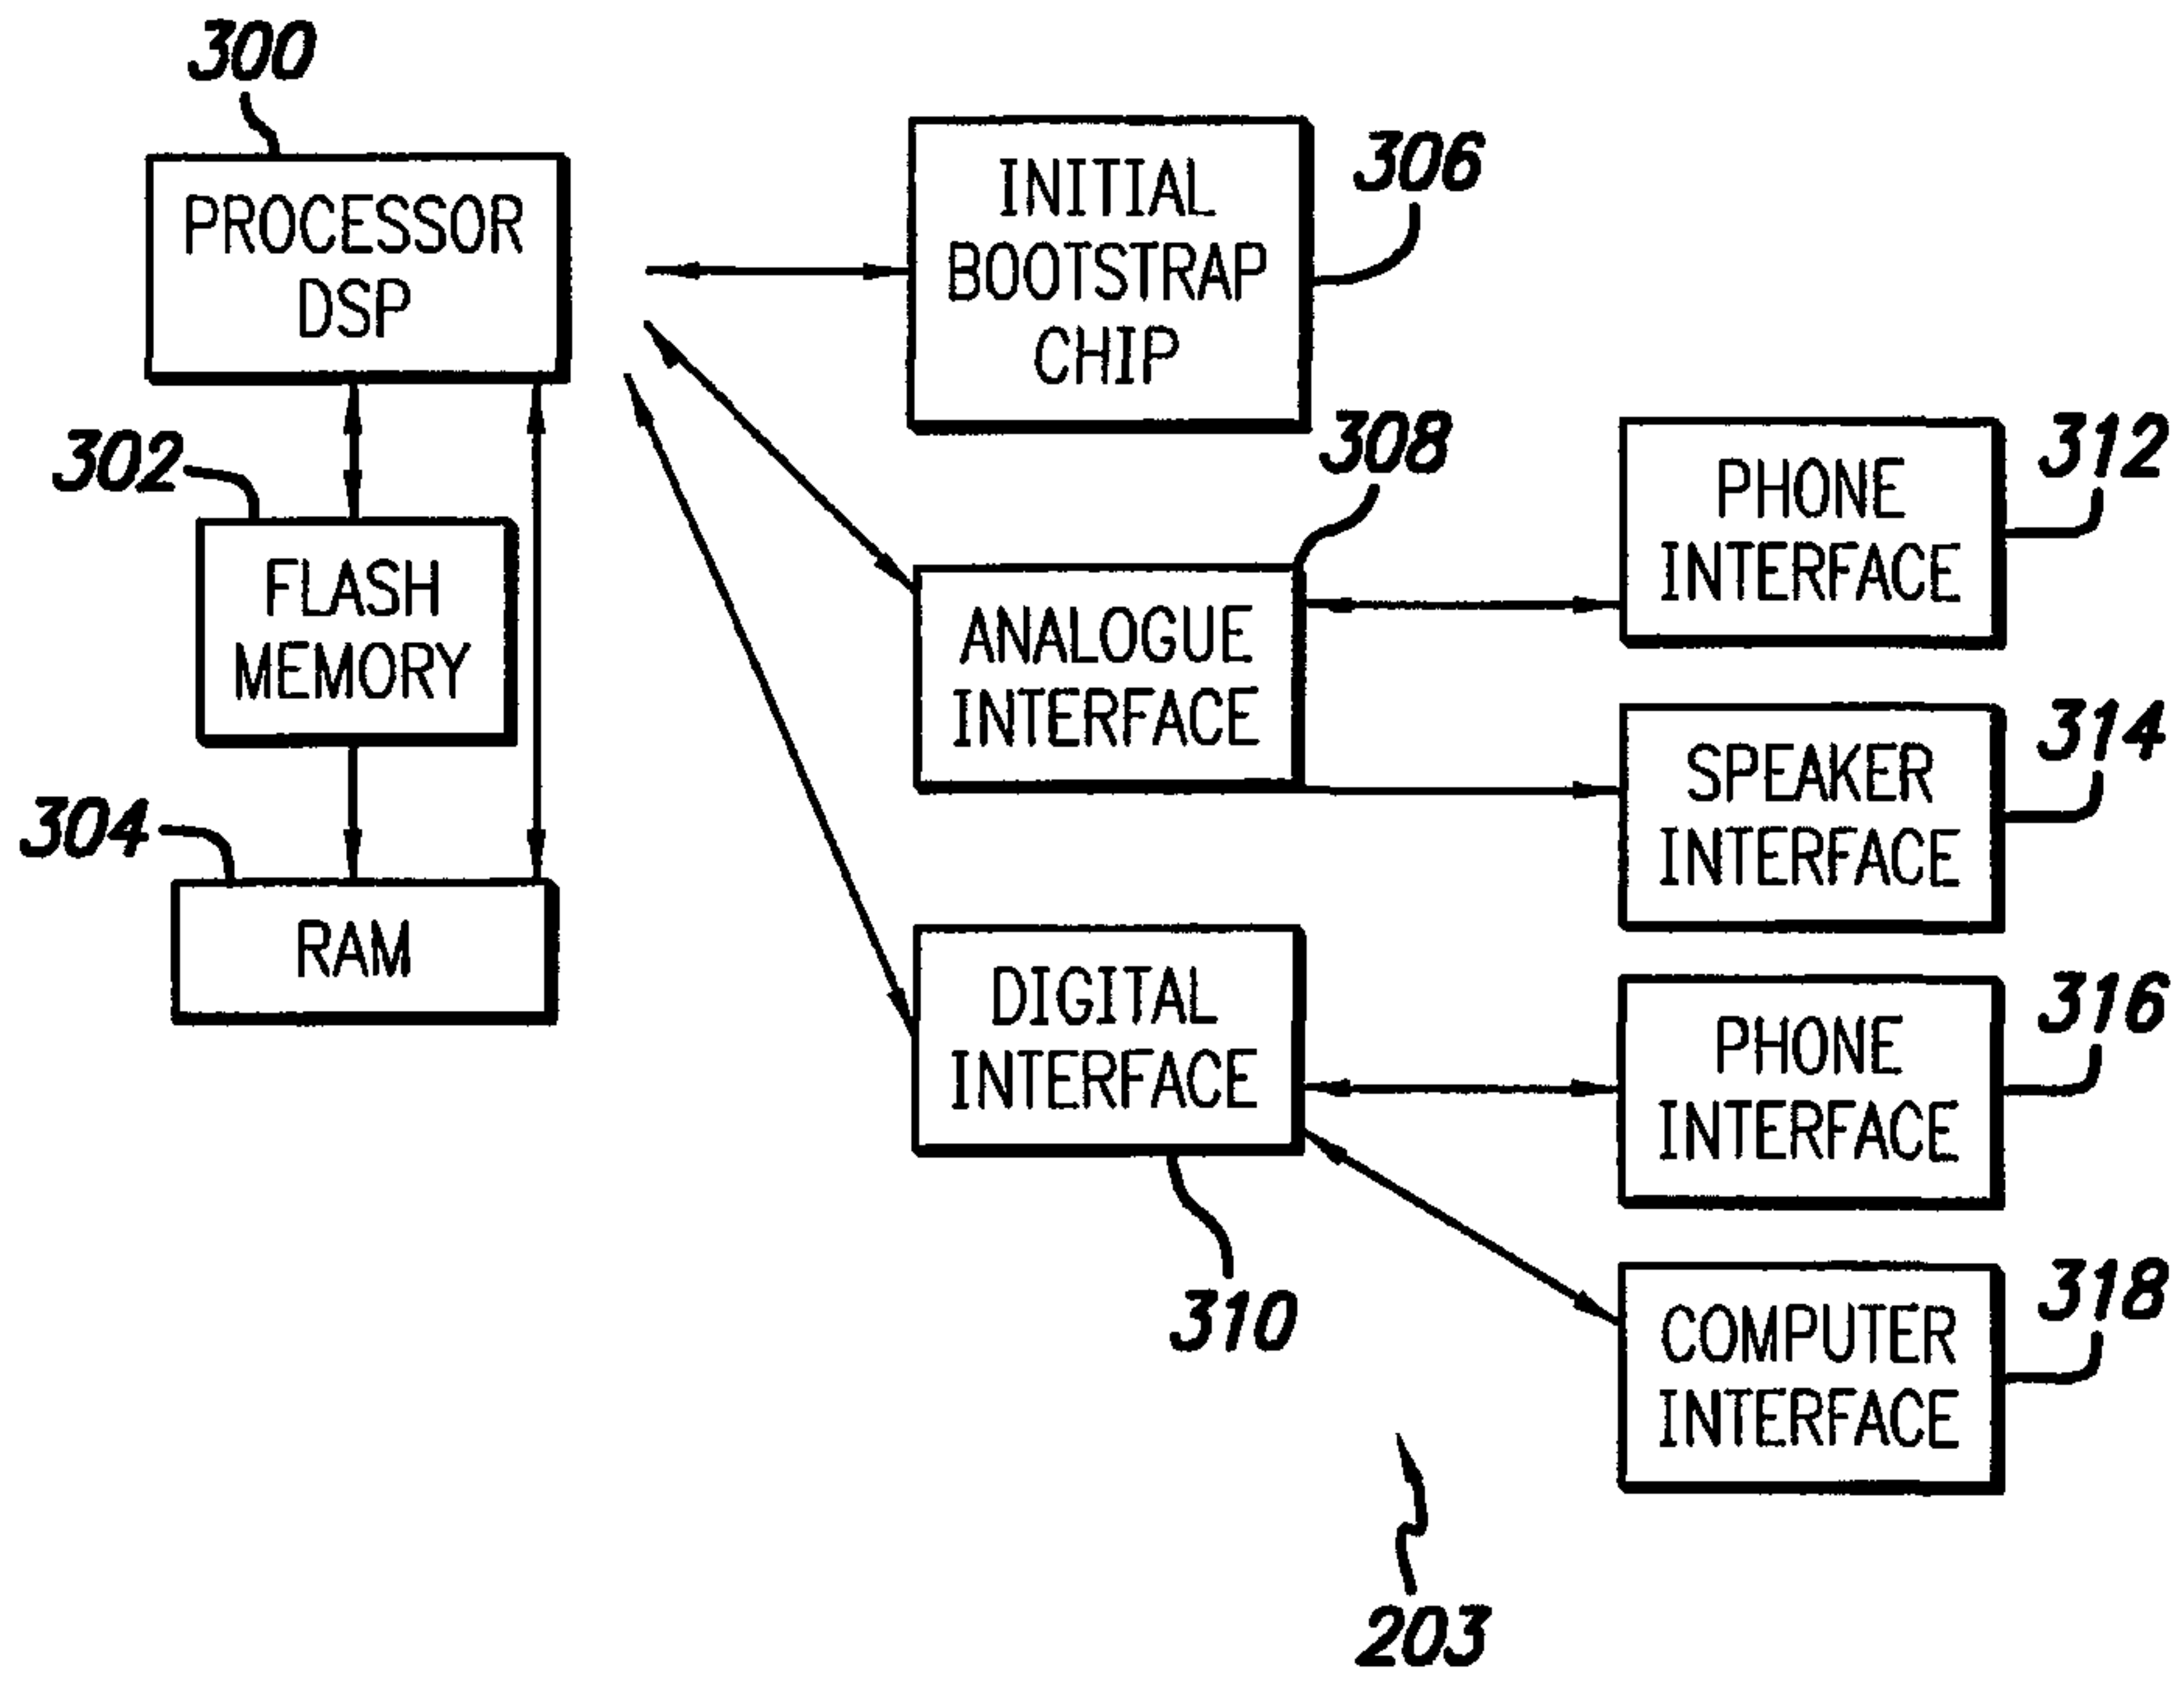 300
PROCESSOR
DSP
302
FLASH
MEMORY
304
RAM
INITIAL
BOOTSTRAP
CHIP
306
308
ANALOGUE
INTERFACE
DIGITAL
INTERFACE
310
PHONE
INTERFACE
312
SPEAKER
INTERFACE
314
PHONE
INTERFACE
316
COMPUTER
INTERFACE
318
203